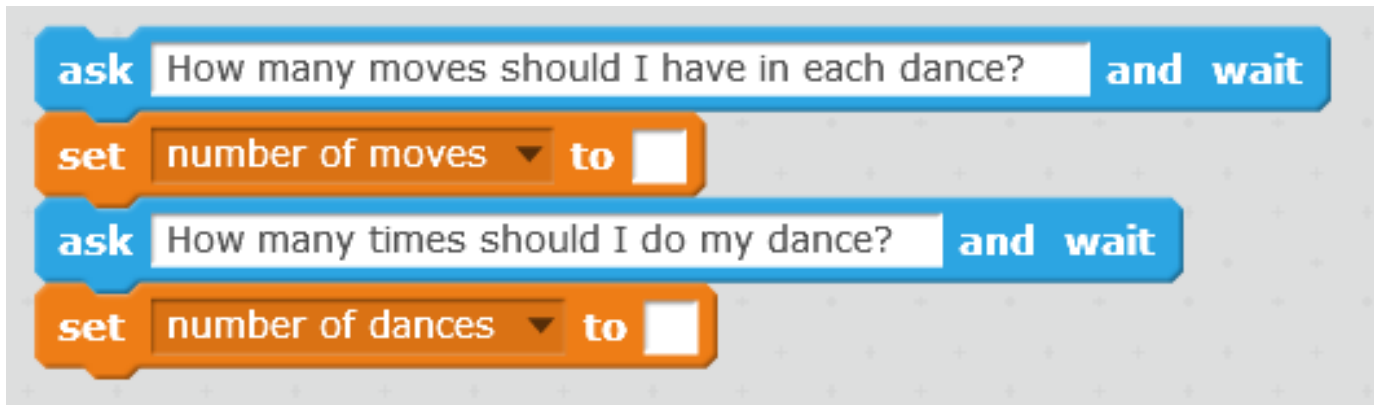 ask How many moves should I have in each dance? and wait
set number of moves to
ask How many times should I do my dance? and wait
set number of dances to